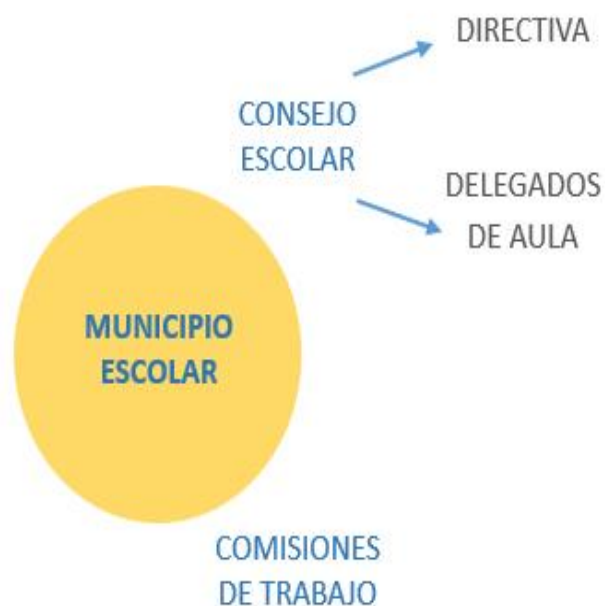 DIRECTIVA
CONSEJO
ESCOLAR
DELEGADOS
DE AULA
MUNICIPIO
ESCOLAR
COMISIONES
DE TRABAJO